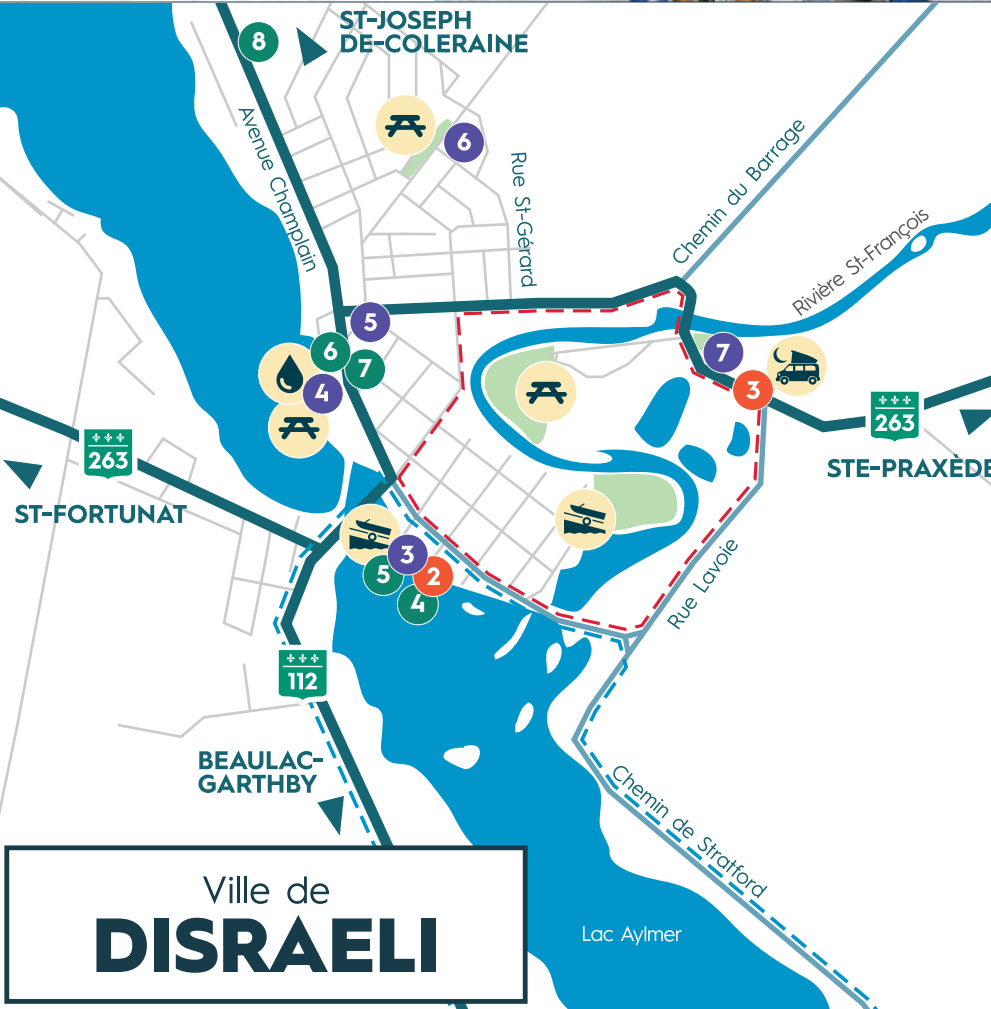 8
ST-JOSEPH
DE-COLERAINE
Avenue Champlain
6
Rue St-Gérard
Chemin du Barrage
Rivière St-François
5
6
7
4
7
3
263
STE-PRAXÈDE
263
ST-FORTUNAT
3
5
2
4
Rue Lavoie
112
BEAULAC-
GARTHBY
Chemin de Stratford
Ville de
DISRAELI
Lac Aylmer